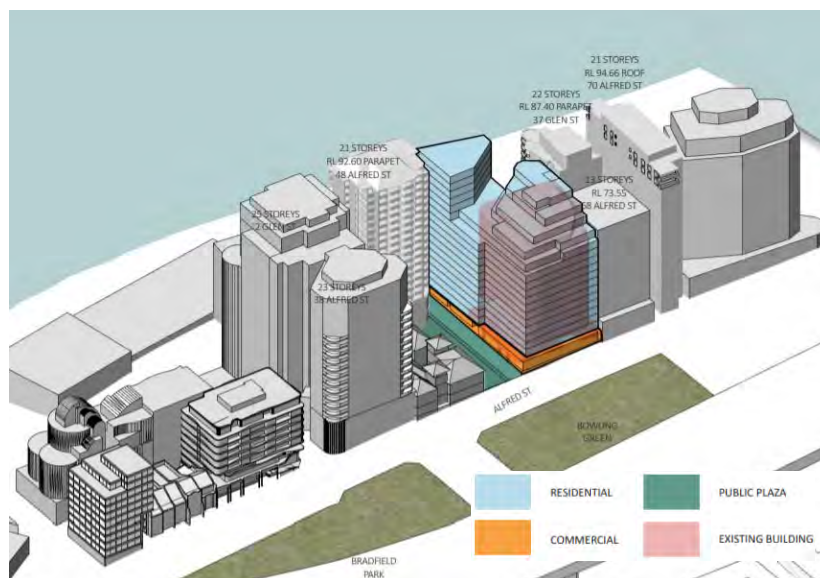 21 STOREYS
RL 94.66 ROOF
70 ALFRED ST
22 STOREYS
RL 87.40 PARAPET
37 GLEN ST
21 STOREYS
RL 92.60 PARAPET
48 ALFRED ST
13 STOREYS
RL 73.55
68 ALFRED ST
25 STOREYS
2 GLEN ST
23 STOREYS
38 ALFRED ST
ALFRED ST
BOWLING
GREEN
BRADFIELD
PARK
RESIDENTIAL
PUBLIC PLAZA
COMMERCIAL
EXISTING BUILDING